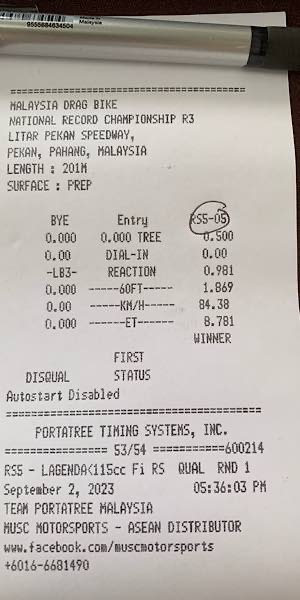 9555684634504
Malaysia
==========================================
MALAYSIA DRAG BIKE
NATIONAL RECORD CHAMPIONSHIP R3
LITAR PEKAN SPEEDWAY,
PEKAN, PAHANG, MALAYSIA
LENGTH : 201M
SURFACE : PREP
BYE Entry RS5-05
0.000 0.000 TREE 0.500
0.00 DIAL-IN 0.00
-LB3- REACTION 0.981
0.000 -----60FT----- 1.869
0.00 -----KM/H----- 84.38
0.000 ------ET------ 8.781
WINNER
FIRST
DISQUAL STATUS
Autostart Disabled
==========================================
PORTATREE TIMING SYSTEMS, INC.
================ 53/54 ===========600214
RS5 - LAGENDA<115cc Fi RS QUAL RND 1
September 2, 2023 05:36:03 PM
TEAM PORTATREE MALAYSIA
MUSC MOTORSPORTS - ASEAN DISTRIBUTOR
www.facebook.com/muscmotorsports
+6016-6681490